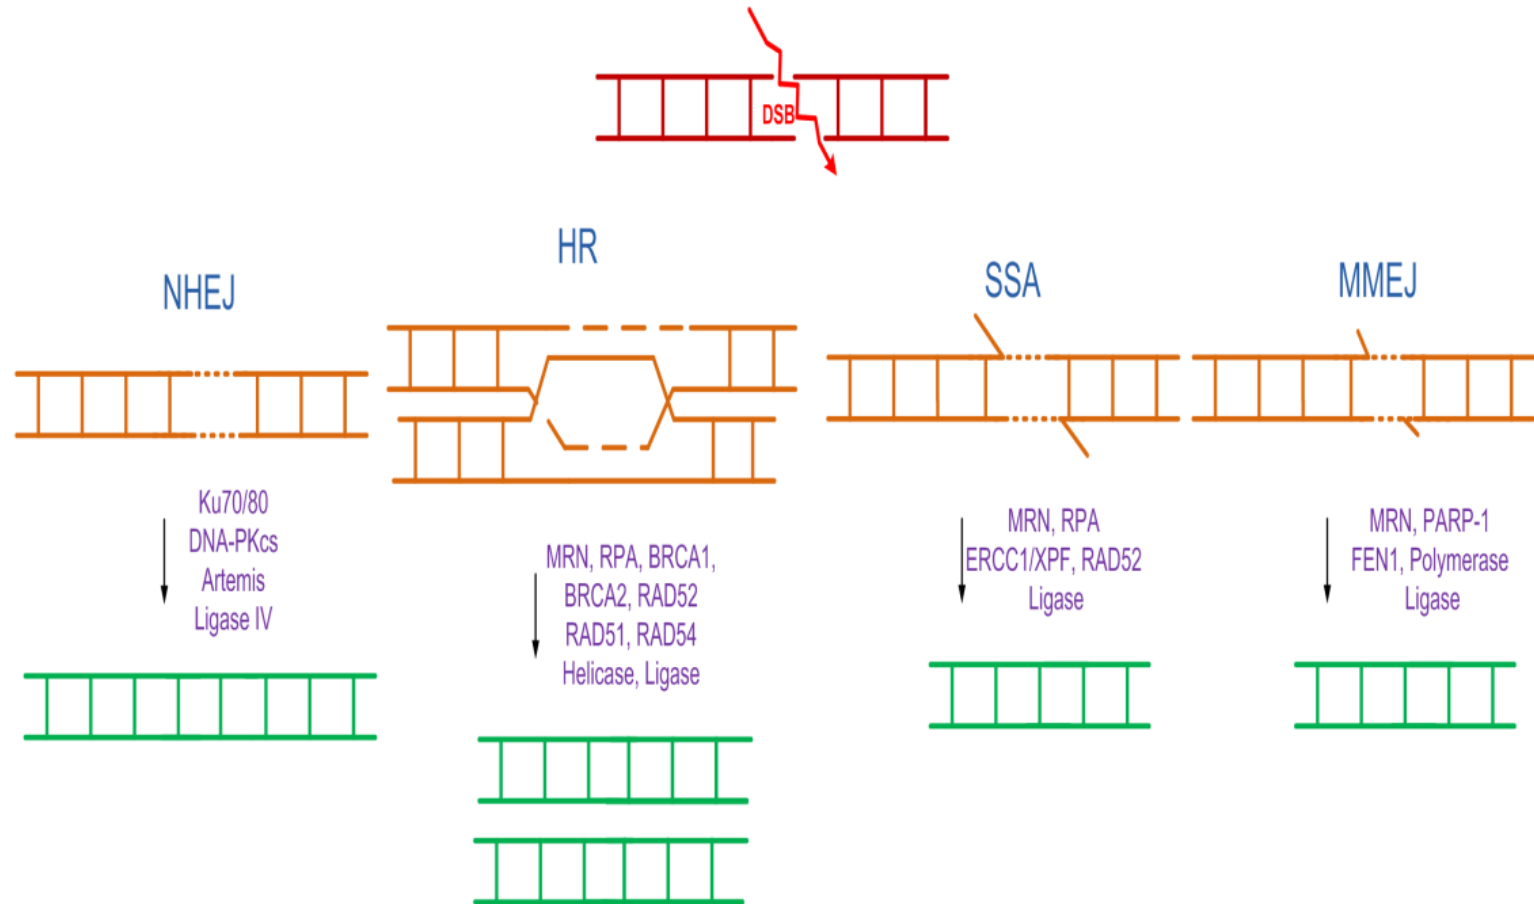 DSB
NHEJ
Ku70/80
DNA-PKcs
Artemis
Ligase IV
HR
MRN, RPA, BRCA1,
BRCA2, RAD52
RAD51, RAD54
Helicase, Ligase
SSA
MRN, RPA
ERCC1/XPF, RAD52
Ligase
MMEJ
MRN, PARP-1
FEN1, Polymerase
Ligase